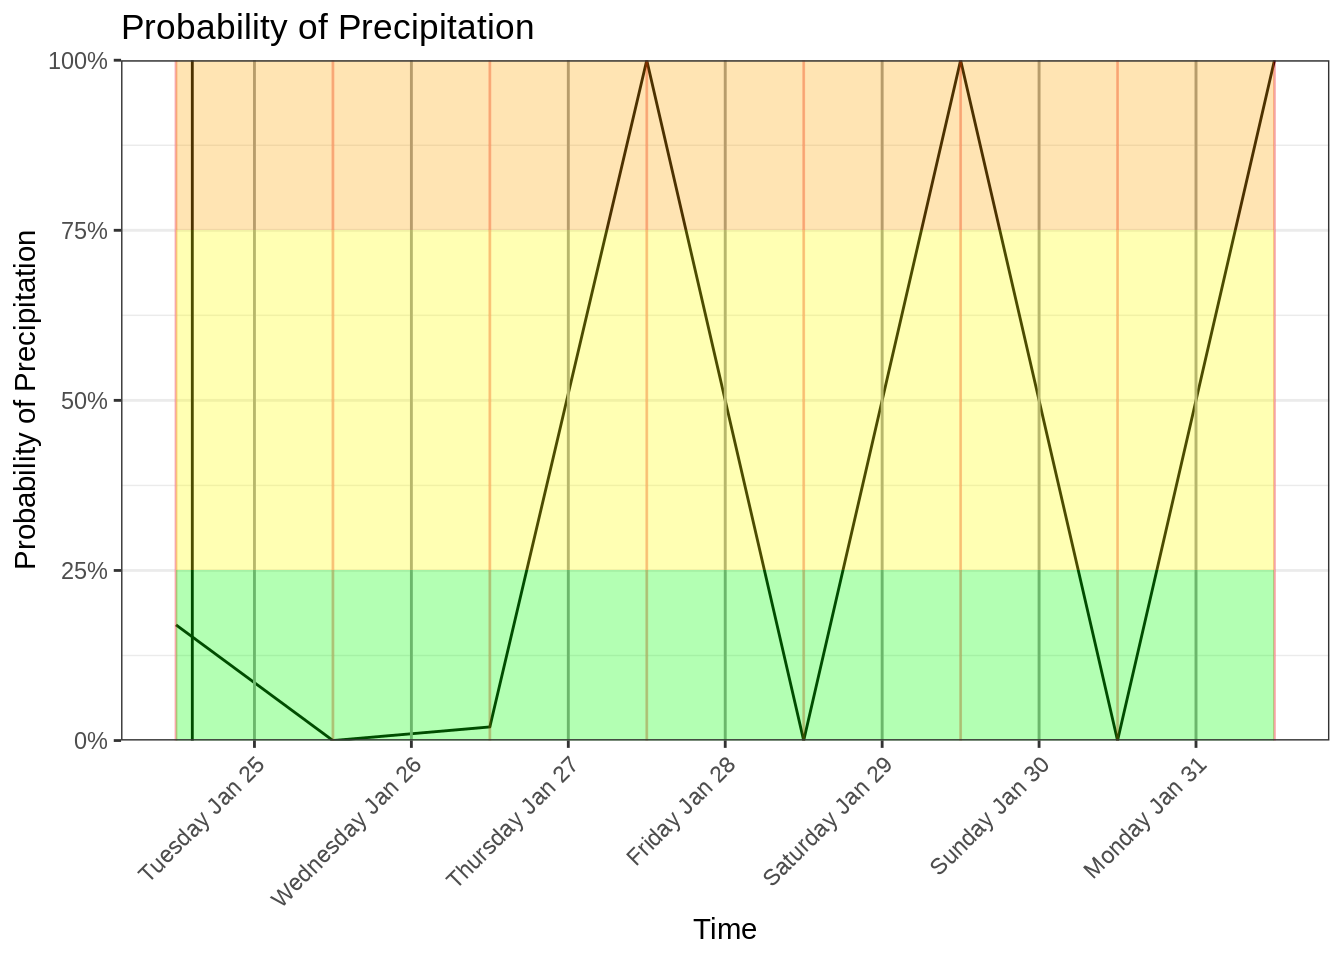 Probability of Precipitation
Probability of Precipitation
100%
75%
50%
25%
0%
Tuesday Jan 25
Wednesday Jan 26
Thursday Jan 27
Friday Jan 28
Saturday Jan 29
Sunday Jan 30
Monday Jan 31
Time